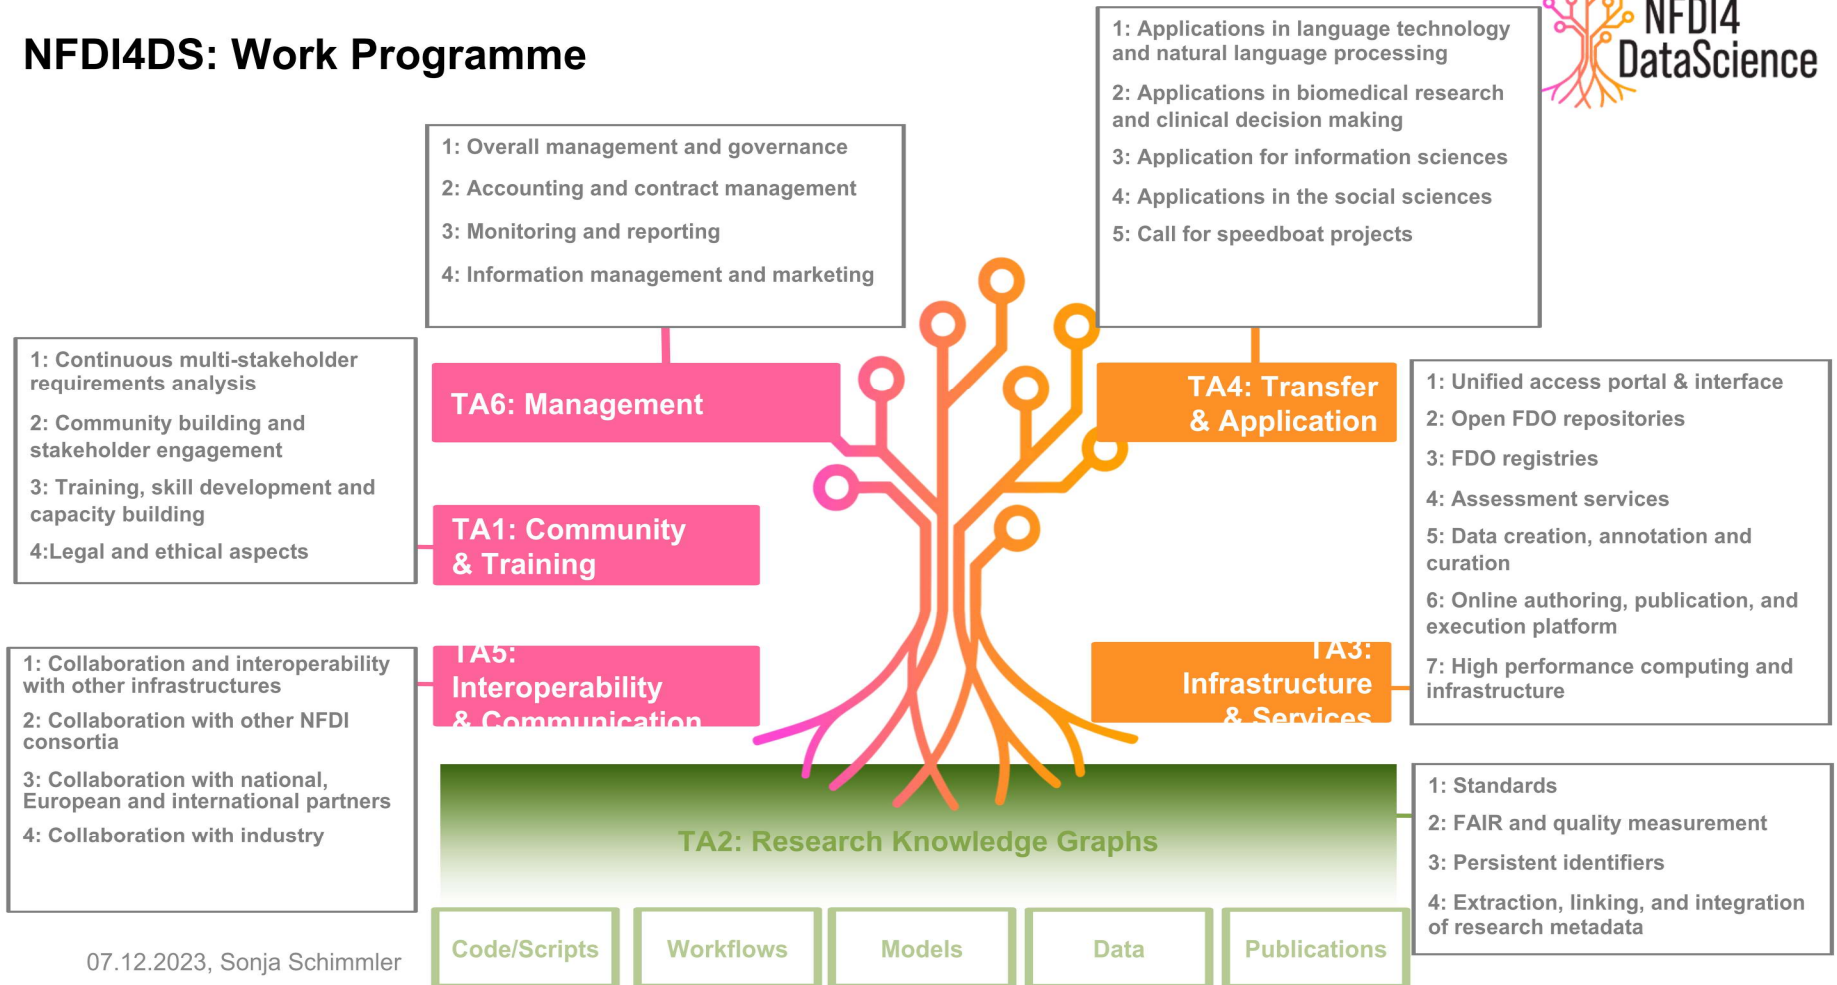 NFDI4DS: Work Programme
NFDI4
DataScience
1: Applications in language technology
and natural language processing
2: Applications in biomedical research
and clinical decision making
3: Application for information sciences
4: Applications in the social sciences
5: Call for speedboat projects
1: Overall management and governance
2: Accounting and contract management
3: Monitoring and reporting
4: Information management and marketing
TA6: Management
TA4: Transfer
& Application
1: Continuous multi-stakeholder
requirements analysis
2: Community building and
stakeholder engagement
3: Training, skill development and
capacity building
4:Legal and ethical aspects
TA1: Community
& Training
1: Unified access portal & interface
2: Open FDO repositories
3: FDO registries
4: Assessment services
5: Data creation, annotation and
curation
6: Online authoring, publication, and
execution platform
7: High performance computing and
infrastructure
1: Collaboration and interoperability
with other infrastructures
2: Collaboration with other NFDI
consortia
3: Collaboration with national,
European and international partners
4: Collaboration with industry
TA5:
Interoperability
& Communication
TA3:
Infrastructure
& Services
TA2: Research Knowledge Graphs
1: Standards
2: FAIR and quality measurement
3: Persistent identifiers
4: Extraction, linking, and integration
of research metadata
Code/Scripts
Workflows
Models
Data
Publications
07.12.2023, Sonja Schimmler